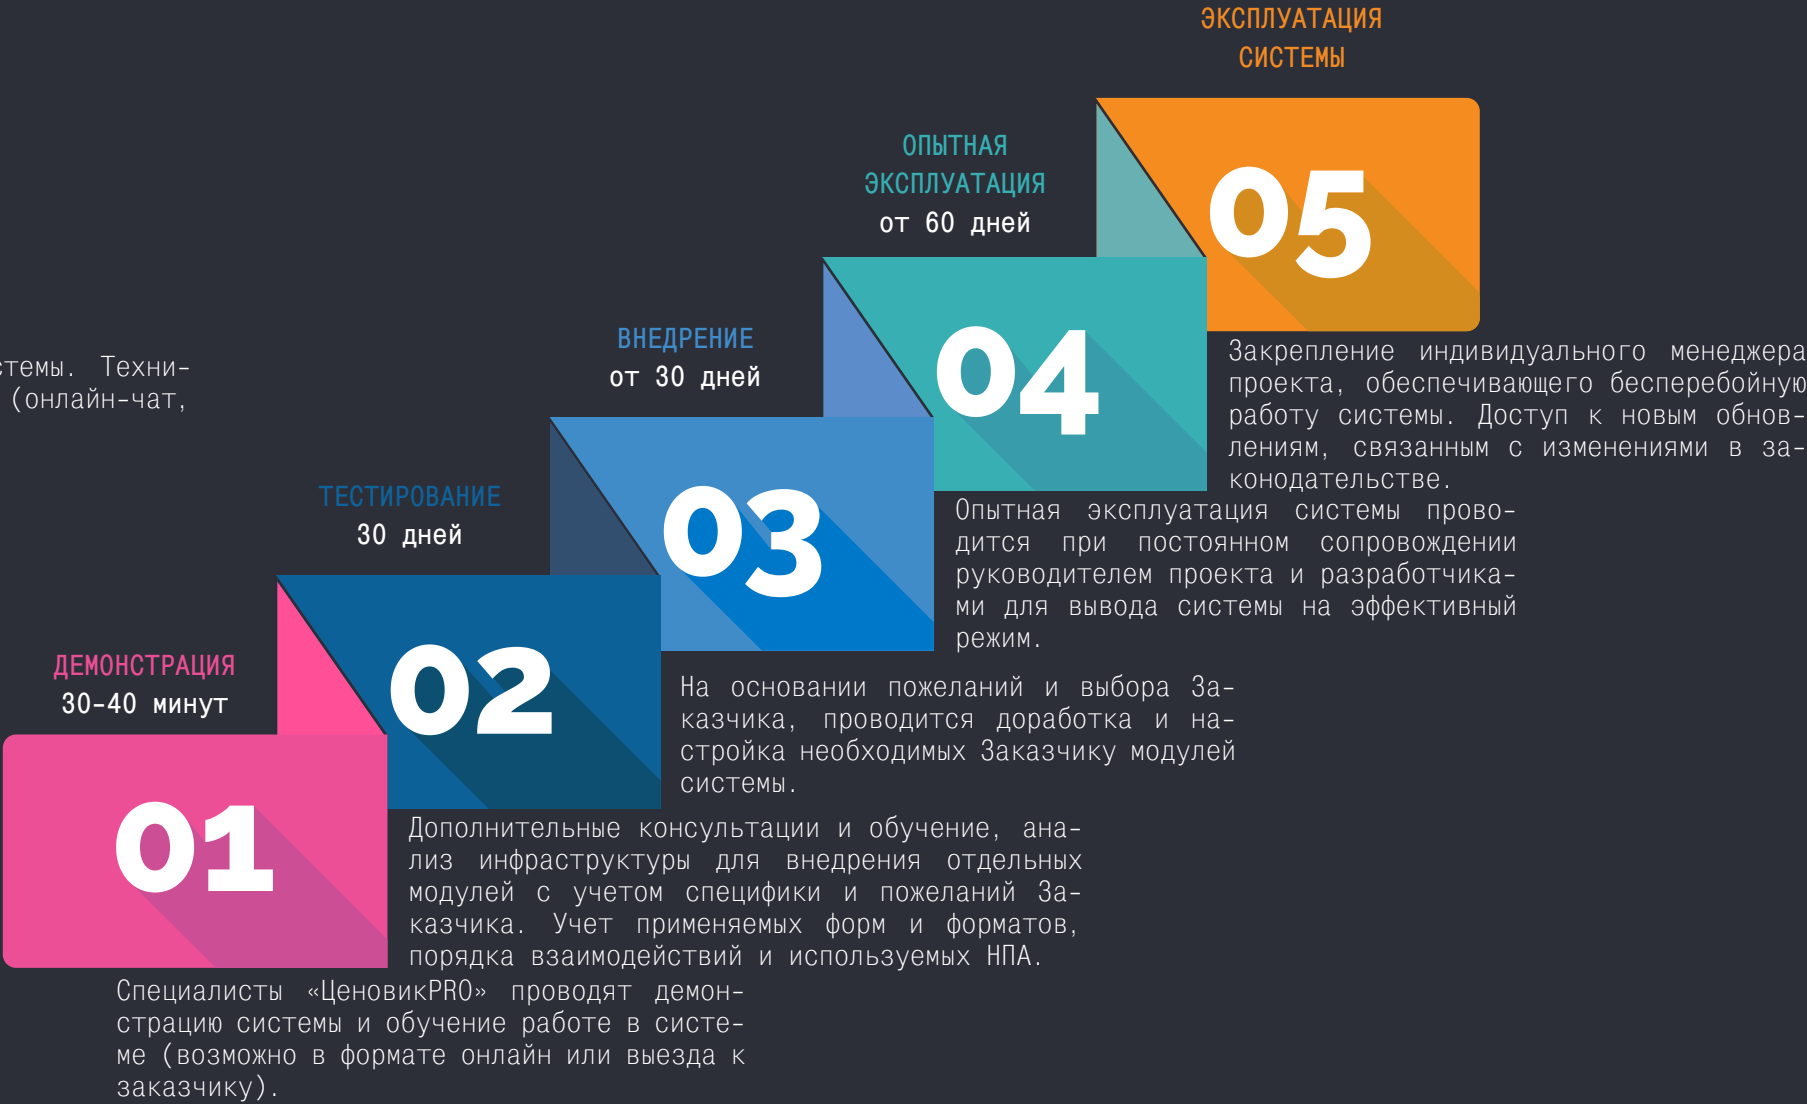 ЭКСПЛУАТАЦИЯ
СИСТЕМЫ
05
Закрепление индивидуального менеджера
проекта, обеспечивающего бесперебойную
работу системы. Доступ к новым обнов-
лениям, связанным с изменениями в за-
конодательстве.
ОПЫТНАЯ
ЭКСПЛУАТАЦИЯ
от 60 дней
04
Опытная эксплуатация системы прово-
дится при постоянном сопровождении
руководителем проекта и разработчика-
ми для вывода системы на эффективный
режим.
ВНЕДРЕНИЕ
от 30 дней
03
На основании пожеланий и выбора За-
казчика, проводится доработка и на-
стройка необходимых Заказчику модулей
системы.
Техни-
(онлайн-чат,
ТЕСТИРОВАНИЕ
30 дней
02
Дополнительные консультации и обучение, ана-
лиз инфраструктуры для внедрения отдельных
модулей с учетом специфики и пожеланий За-
казчика. Учет применяемых форм и форматов,
порядка взаимодействий и используемых НПА.
ДЕМОНСТРАЦИЯ
30-40 минут
01
Специалисты «ЦеновикPRO» проводят демон-
страцию системы и обучение работе в систе-
ме (возможно в формате онлайн или выезда к
заказчику).